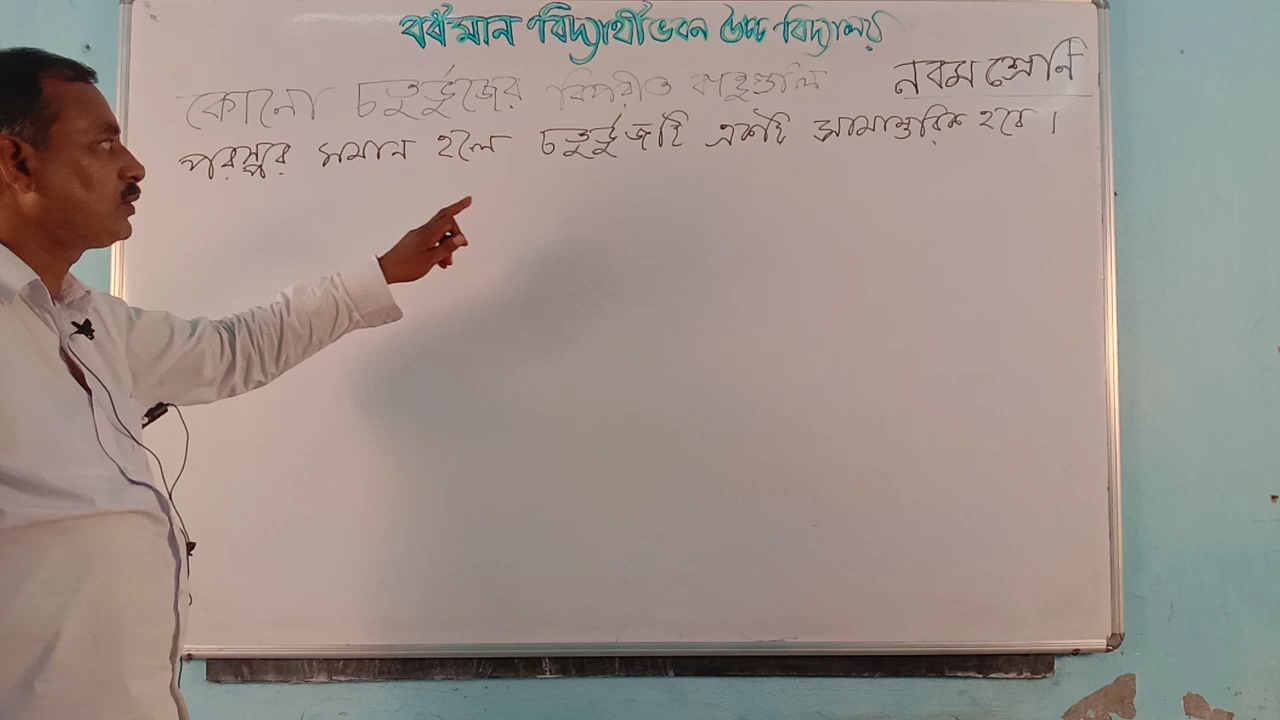 বর্ধমান বিদ্যার্থীভবন উচ্চ বিদ্যালয়
নবম শ্রেণি
কোনো চতুর্ভুজের বিপরীত বাহুগুলি
পরস্পর সমান হলে চতুর্ভুজটি একটি সামান্তরিক হবে।